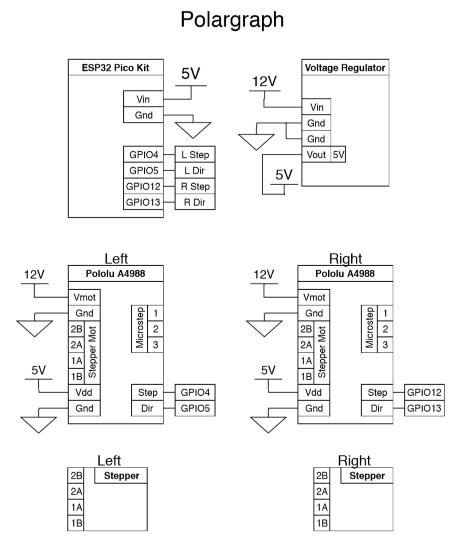 Polargraph
ESP32 Pico Kit
5V
Vin
Gnd
GPIO4 L Step
GPIO5 L Dir
GPIO12 R Step
GPIO13 R Dir
Voltage Regulator
12V
Vin
Gnd
Gnd
Vout 5V
5V
Left
Pololu A4988
12V
Vmot
Gnd
2B
2A
1A
1B
Stepper Mot
Microstep
1
2
3
5V
Vdd
Gnd
Step GPIO4
Dir GPIO5
Right
Pololu A4988
12V
Vmot
Gnd
2B
2A
1A
1B
Stepper Mot
Microstep
1
2
3
5V
Vdd
Gnd
Step GPIO12
Dir GPIO13
Left
2B Stepper
2A
1A
1B
Right
2B Stepper
2A
1A
1B